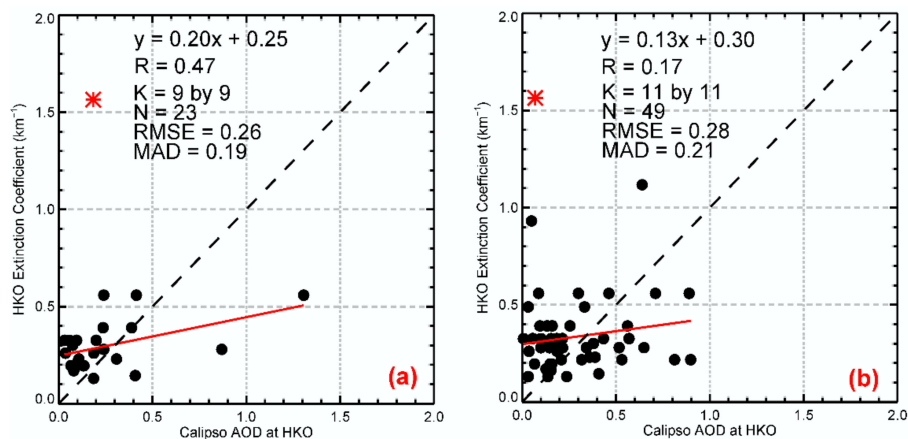 y = 0.20x + 0.25
R = 0.47
K = 9 by 9
N = 23
RMSE = 0.26
MAD = 0.19
2.0
1.5
1.0
0.5
0.0
HKO Extinction Coefficient (km⁻¹)
0.0
0.5
1.0
1.5
2.0
Calipso AOD at HKO
(a)
y = 0.13x + 0.30
R = 0.17
K = 11 by 11
N = 49
RMSE = 0.28
MAD = 0.21
2.0
1.5
1.0
0.5
0.0
HKO Extinction Coefficient (km⁻¹)
0.0
0.5
1.0
1.5
2.0
Calipso AOD at HKO
(b)